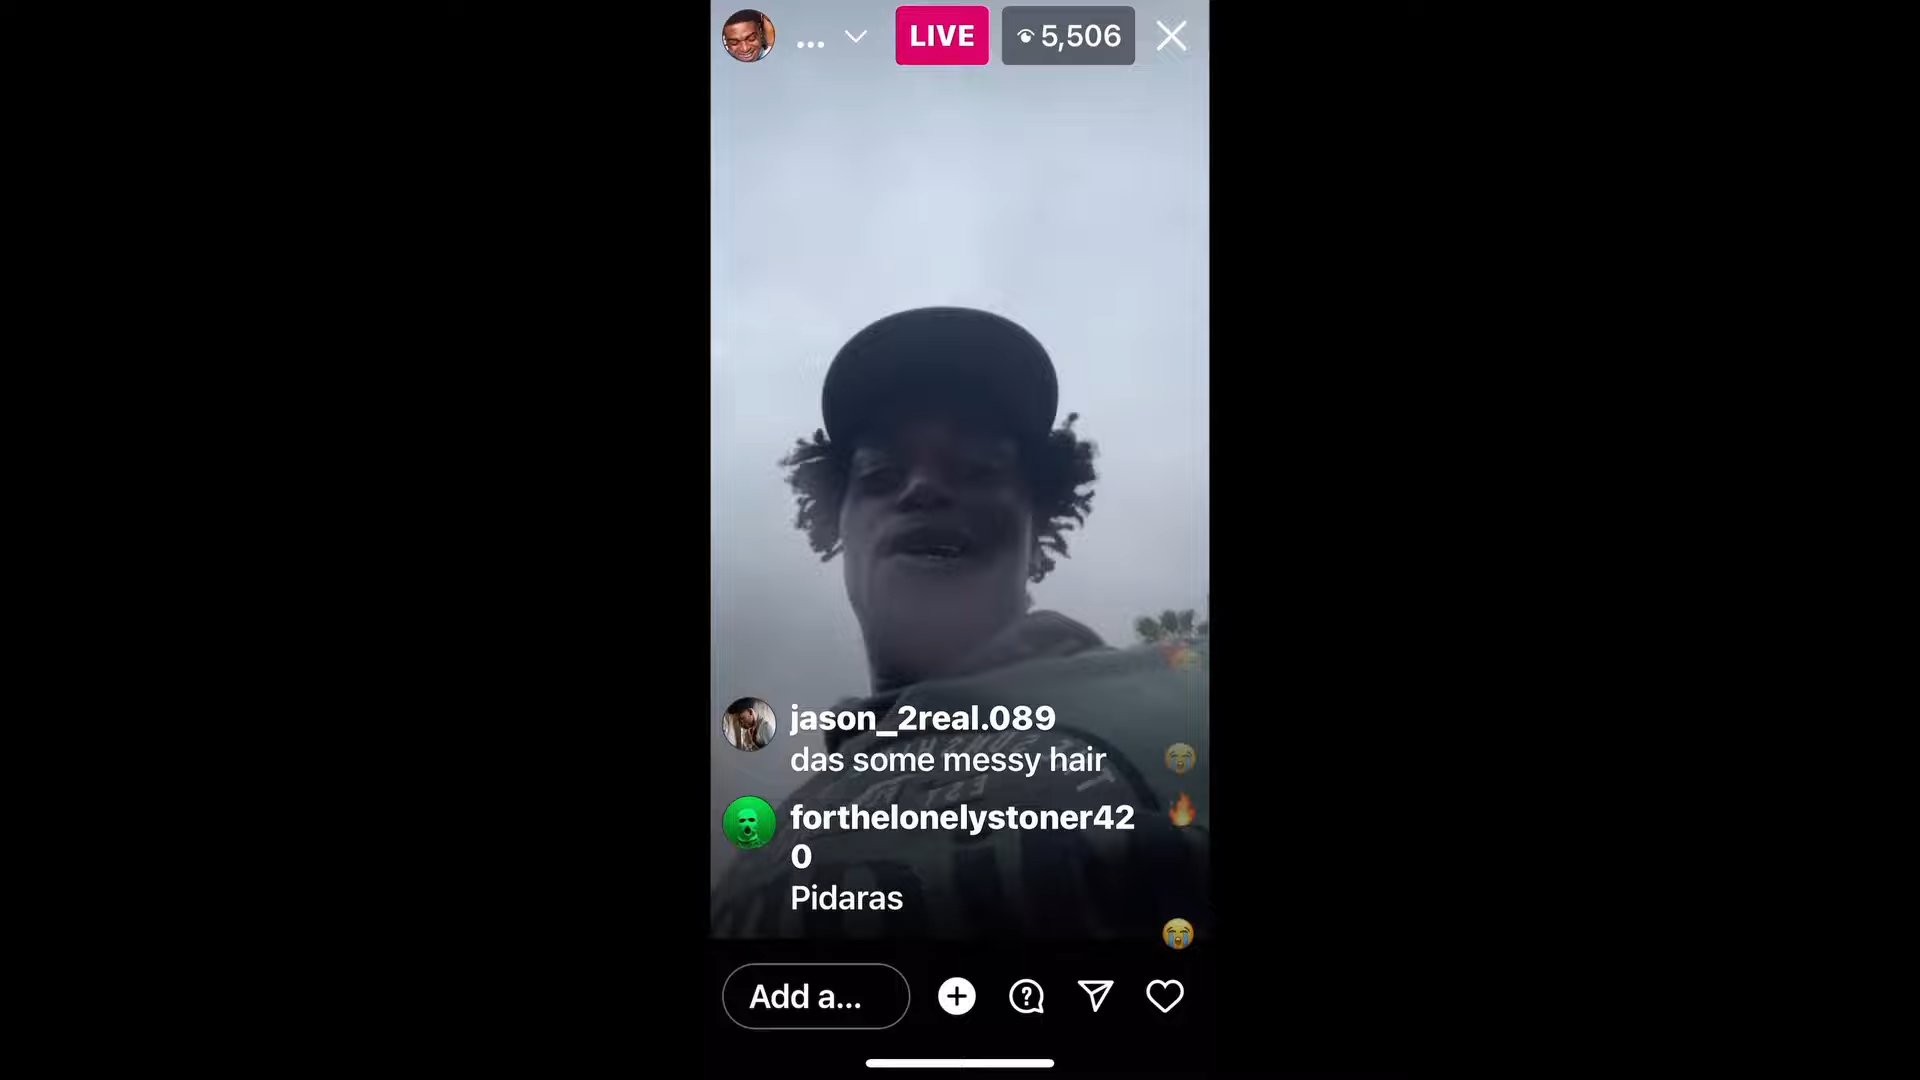 ...
LIVE
5,506
jason_2real.089
das some messy hair
forthelonelystoner42
0
Pidaras
Add a...